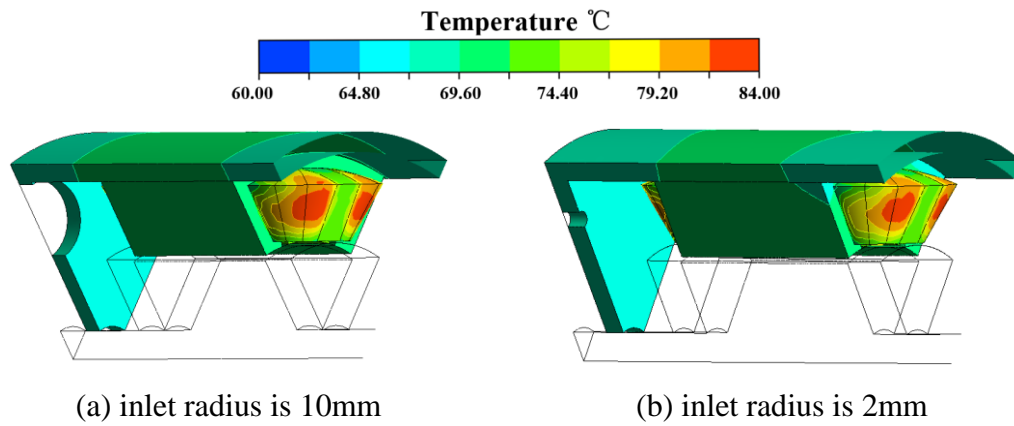 Temperature ℃
60.00 64.80 69.60 74.40 79.20 84.00
(a) inlet radius is 10mm
(b) inlet radius is 2mm